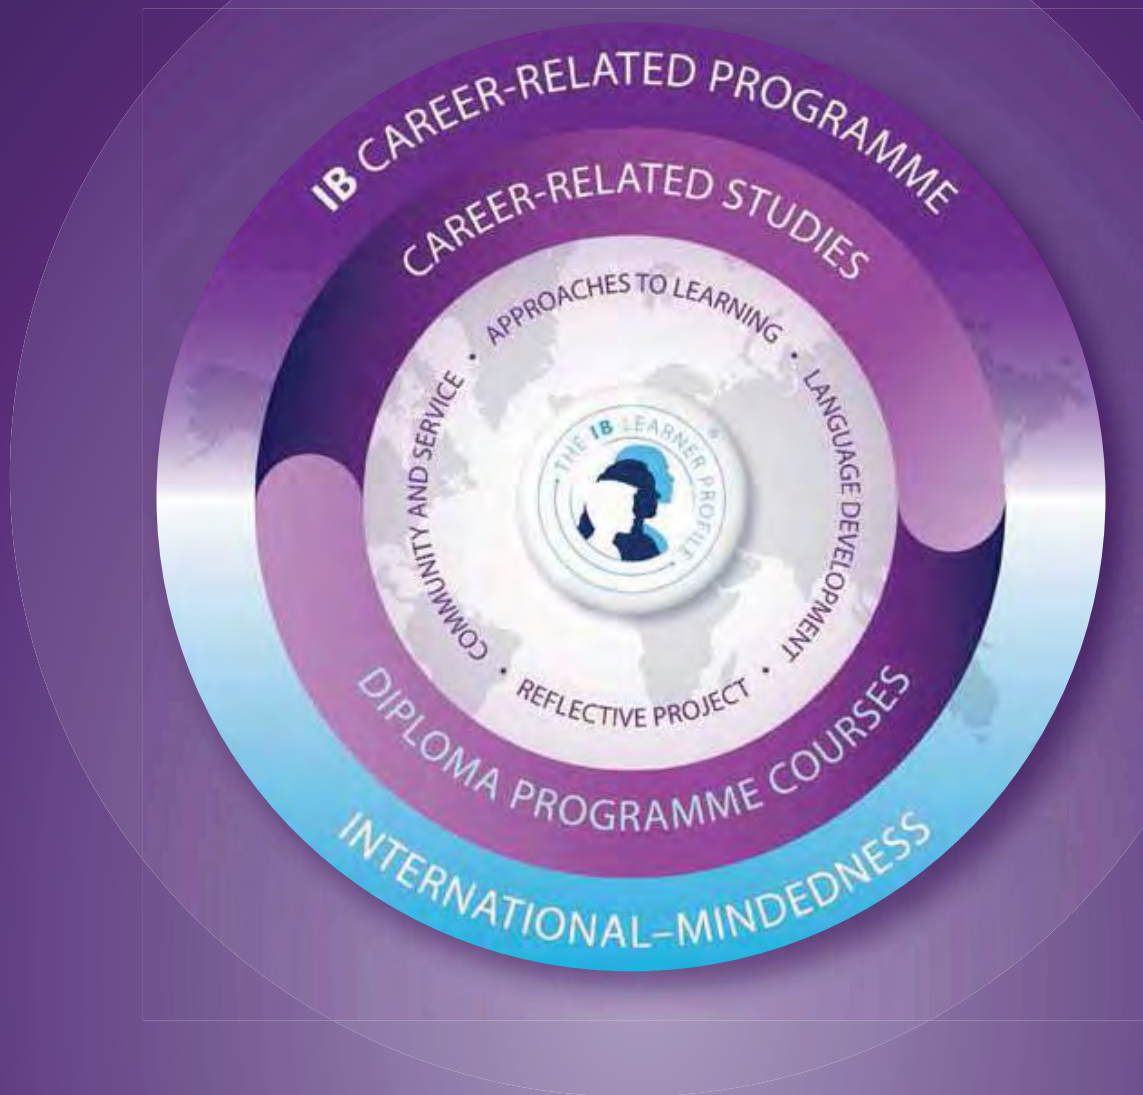 IB CAREER-RELATED PROGRAMME
CAREER-RELATED STUDIES
APPROACHES TO LEARNING •
LANGUAGE DEVELOPMENT •
REFLECTIVE PROJECT •
COMMUNITY AND SERVICE •
THE IB LEARNER PROFILE
®
DIPLOMA PROGRAMME COURSES
INTERNATIONAL–MINDEDNESS